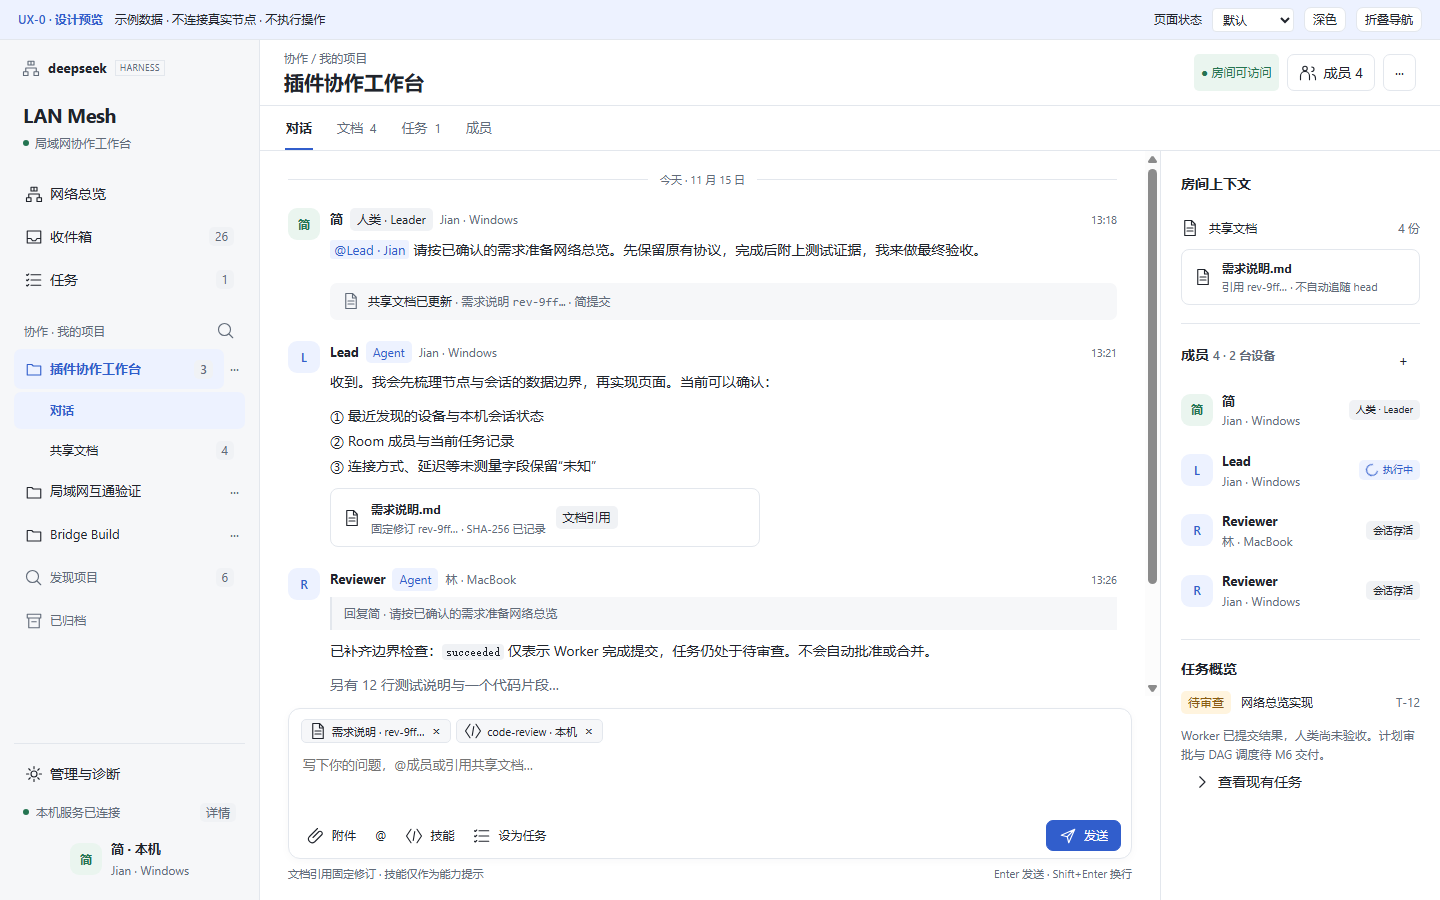 UX-0 · 设计预览 示例数据 · 不连接真实节点 · 不执行操作
页面状态 默认 深色 折叠导航
deepseek HARNESS
LAN Mesh
局域网协作工作台
网络总览
收件箱 26
任务 1
协作 · 我的项目
插件协作工作台 3 ...
对话
共享文档 4
局域网互通验证 ...
Bridge Build ...
发现项目 6
已归档
管理与诊断
本机服务已连接 详情
简 简 · 本机
Jian · Windows
协作 / 我的项目
插件协作工作台
房间可访问 成员 4 ...
对话 文档 4 任务 1 成员
今天 · 11 月 15 日
简 简 人类 · Leader Jian · Windows 13:18
@Lead · Jian 请按已确认的需求准备网络总览。先保留原有协议，完成后附上测试证据，我来做最终验收。
共享文档已更新 · 需求说明 rev-9ff… · 简提交
L Lead Agent Jian · Windows 13:21
收到。我会先梳理节点与会话的数据边界，再实现页面。当前可以确认：
① 最近发现的设备与本机会话状态
② Room 成员与当前任务记录
③ 连接方式、延迟等未测量字段保留“未知”
需求说明.md
固定修订 rev-9ff… · SHA-256 已记录
文档引用
R Reviewer Agent 林 · MacBook 13:26
回复简 · 请按已确认的需求准备网络总览
已补齐边界检查：succeeded 仅表示 Worker 完成提交，任务仍处于待审查。不会自动批准或合并。
另有 12 行测试说明与一个代码片段…
需求说明 · rev-9ff… × code-review · 本机 ×
写下你的问题，@成员或引用共享文档…
附件 @ 技能 设为任务 发送
文档引用固定修订 · 技能仅作为能力提示 Enter 发送 · Shift+Enter 换行
房间上下文
共享文档 4 份
需求说明.md
引用 rev-9ff… · 不自动追随 head
成员 4 · 2 台设备 +
简 简
Jian · Windows
人类 · Leader
L Lead
Jian · Windows
执行中
R Reviewer
林 · MacBook
会话存活
R Reviewer
Jian · Windows
会话存活
任务概览
待审查 网络总览实现 T-12
Worker 已提交结果，人类尚未验收。计划审
批与 DAG 调度待 M6 交付。
查看现有任务